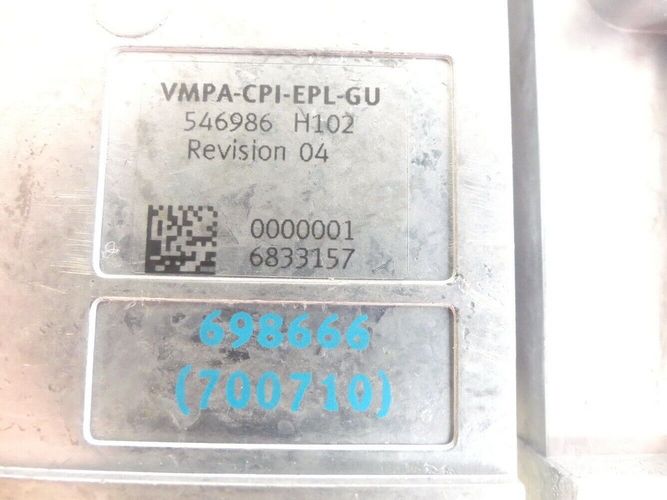 VMPA-CPI-EPL-GU
546986 H102
Revision 04
0000001
6833157
698666
(700710)